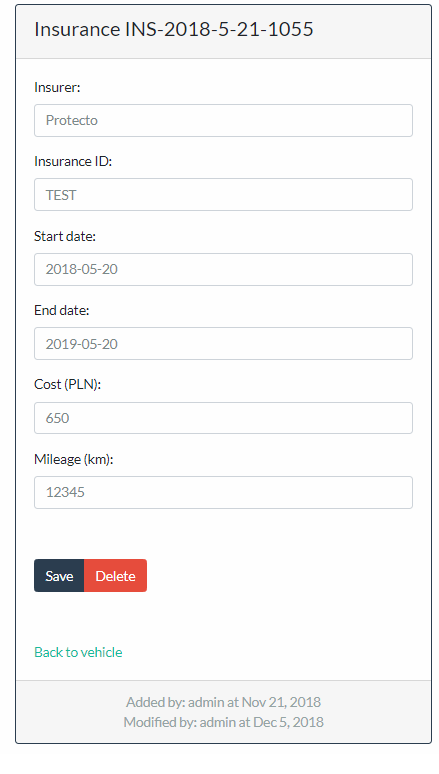 Insurance INS-2018-5-21-1055
Insurer:
Protecto
Insurance ID:
TEST
Start date:
2018-05-20
End date:
2019-05-20
Cost (PLN):
650
Mileage (km):
12345
Save Delete
Back to vehicle
Added by: admin at Nov 21, 2018
Modified by: admin at Dec 5, 2018